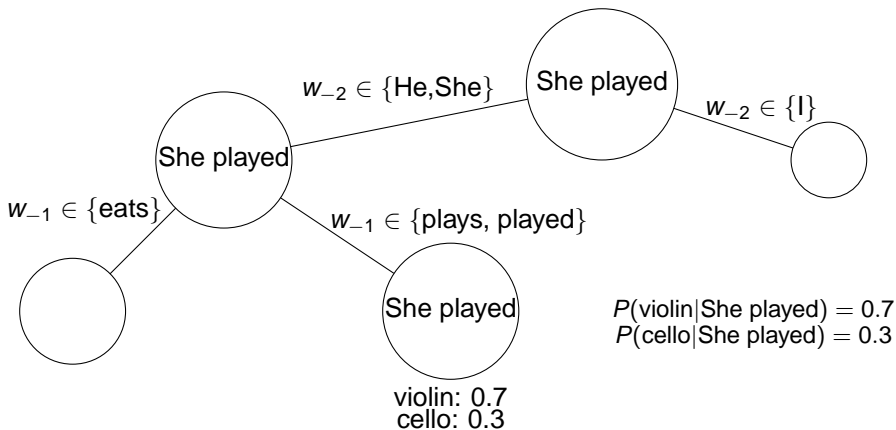 She played
w₋₂ ∈ {He,She}
w₋₂ ∈ {I}
She played
w₋₁ ∈ {eats}
w₋₁ ∈ {plays, played}
She played
P(violin|She played) = 0.7
P(cello|She played) = 0.3
violin: 0.7
cello: 0.3